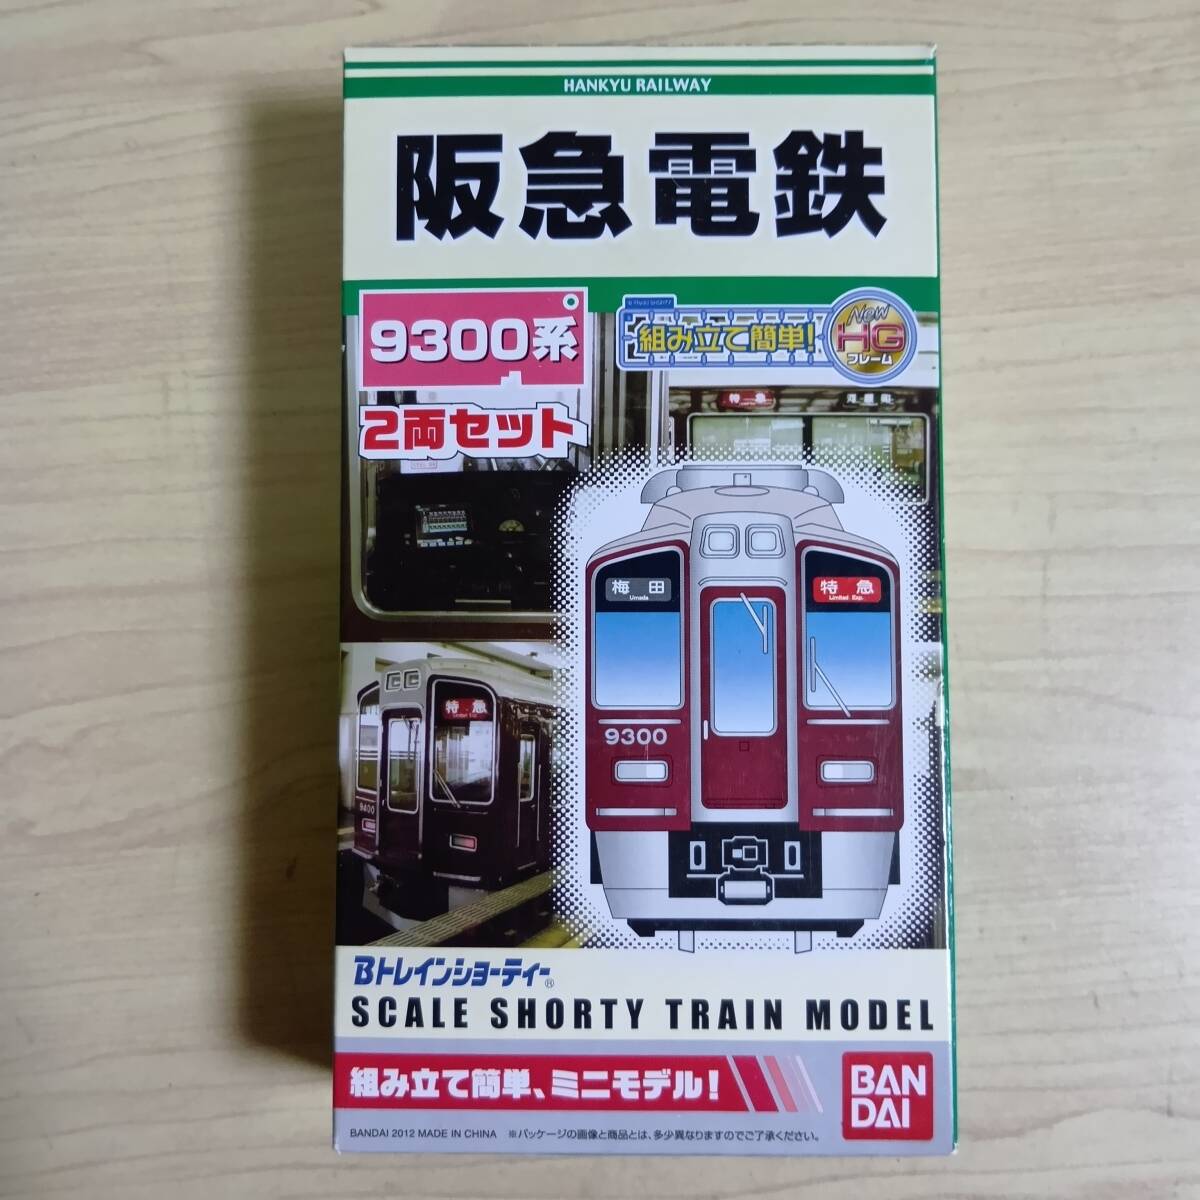 HANKYU RAILWAY
阪急電鉄
9300系
組み立て簡単!
New
HG
フレーム
2両セット
特急
河原町
梅田
Umeda
特急
Limited Exp.
9300
特急
9400
Bトレインショーティー®
SCALE SHORTY TRAIN MODEL
組み立て簡単、ミニモデル!
BAN
DAI
BANDAI 2012 MADE IN CHINA ※パッケージの画像と商品とは、多少異なりますのでご了承ください。